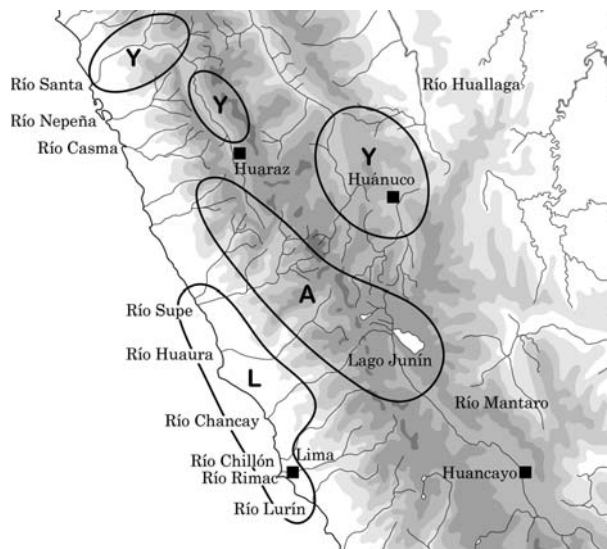 Y
Río Santa
Río Huallaga
Y
Río Nepeña
Río Casma
Y
Huaraz
Huánuco
A
Río Supe
Río Huaura
Lago Junín
L
Río Mantaro
Río Chancay
Lima
Río Chillón
Río Rimac
Huancayo
Río Lurín